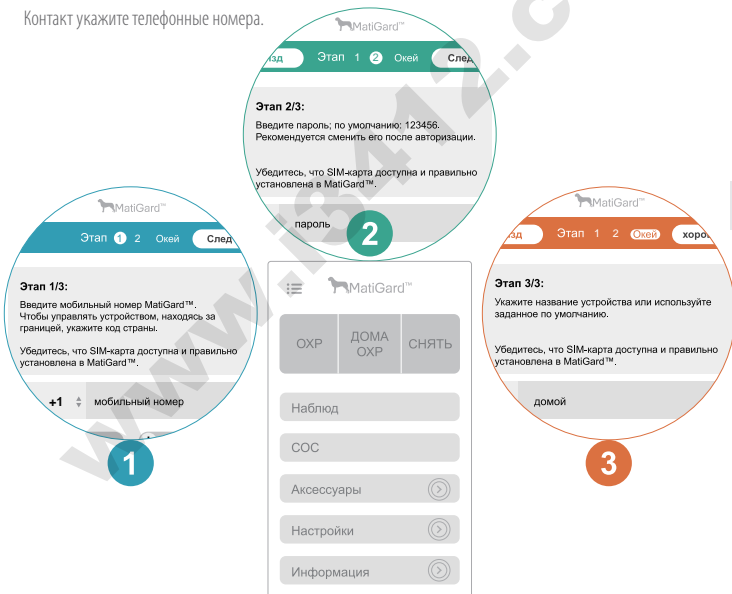 Контакт укажите телефонные номера.
MatiGard™
Этап 1 2 Окей След
Этап 2/3:
Введите пароль; по умолчанию: 123456.
Рекомендуется сменить его после авторизации.
Убедитесь, что SIM-карта доступна и правильно
установлена в MatiGard™.
пароль
2
MatiGard™
Этап 1 2 Окей След
Этап 1/3:
Введите мобильный номер MatiGard™.
Чтобы управлять устройством, находясь за
границей, укажите код страны.
Убедитесь, что SIM-карта доступна и правильно
установлена в MatiGard™.
+1 мобильный номер
1
MatiGard™
Этап 1 2 Окей хорош
Этап 3/3:
Укажите название устройства или используйте
заданное по умолчанию.
Убедитесь, что SIM-карта доступна и правильно
установлена в MatiGard™.
домой
3
MatiGard™
ОХР
ДОМА
ОХР
СНЯТЬ
Наблюд
СОС
Аксессуары
Настройки
Информация
www.i3412.c